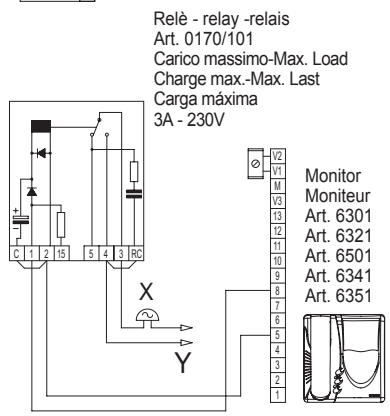 Relè - relay -relais
Art. 0170/101
Carico massimo-Max. Load
Charge max.-Max. Last
Carga máxima
3A - 230V
+
−
C 1 2 15 5 4 3 RC
X
Y
V2
V1
M
V3
13
12
11
10
9
8
7
6
5
4
3
2
1
Monitor
Moniteur
Art. 6301
Art. 6321
Art. 6501
Art. 6341
Art. 6351